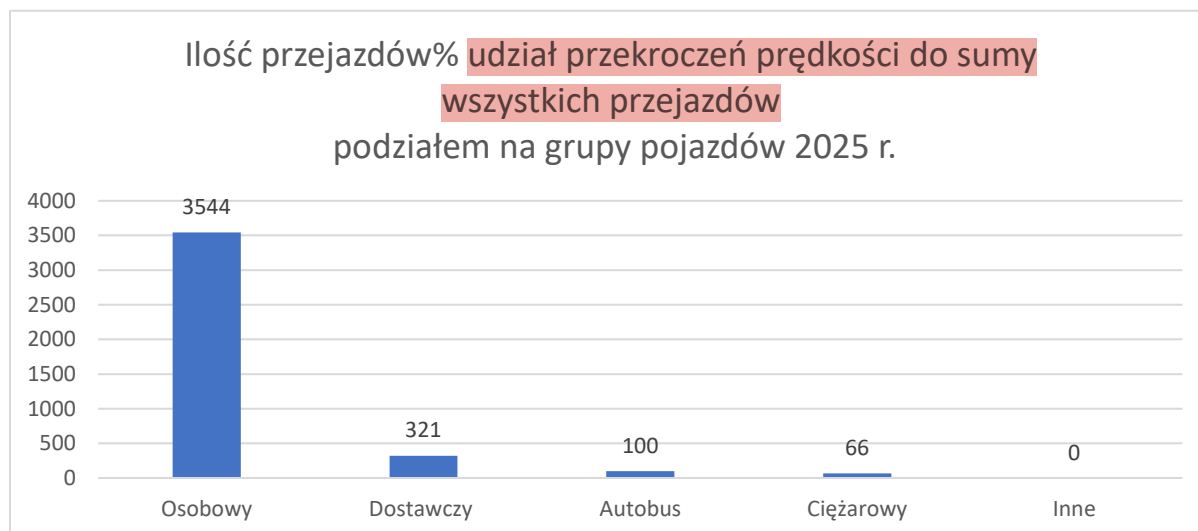 Ilość przejazdów% udział przekroczeń prędkości do sumy
wszystkich przejazdów
podziałem na grupy pojazdów 2025 r.
4000
3500
3000
2500
2000
1500
1000
500
0
3544
321
100
66
0
Osobowy
Dostawczy
Autobus
Ciężarowy
Inne